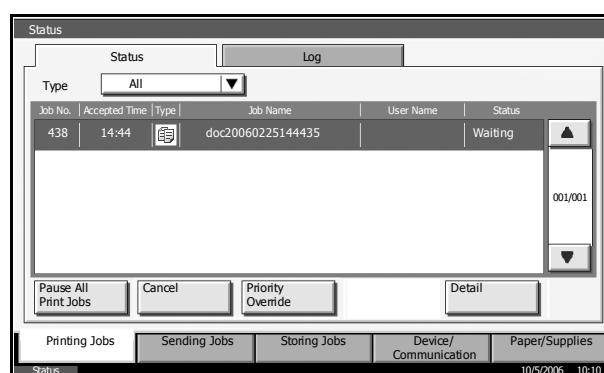 Status
Status Log
Type All
Job No. Accepted Time Type Job Name User Name Status
438 14:44 doc20060225144435 Waiting
001/001
Pause All Cancel Priority Detail
Print Jobs Override
Printing Jobs Sending Jobs Storing Jobs Device/ Paper/Supplies
Communication
Status 10/5/2006 10:10